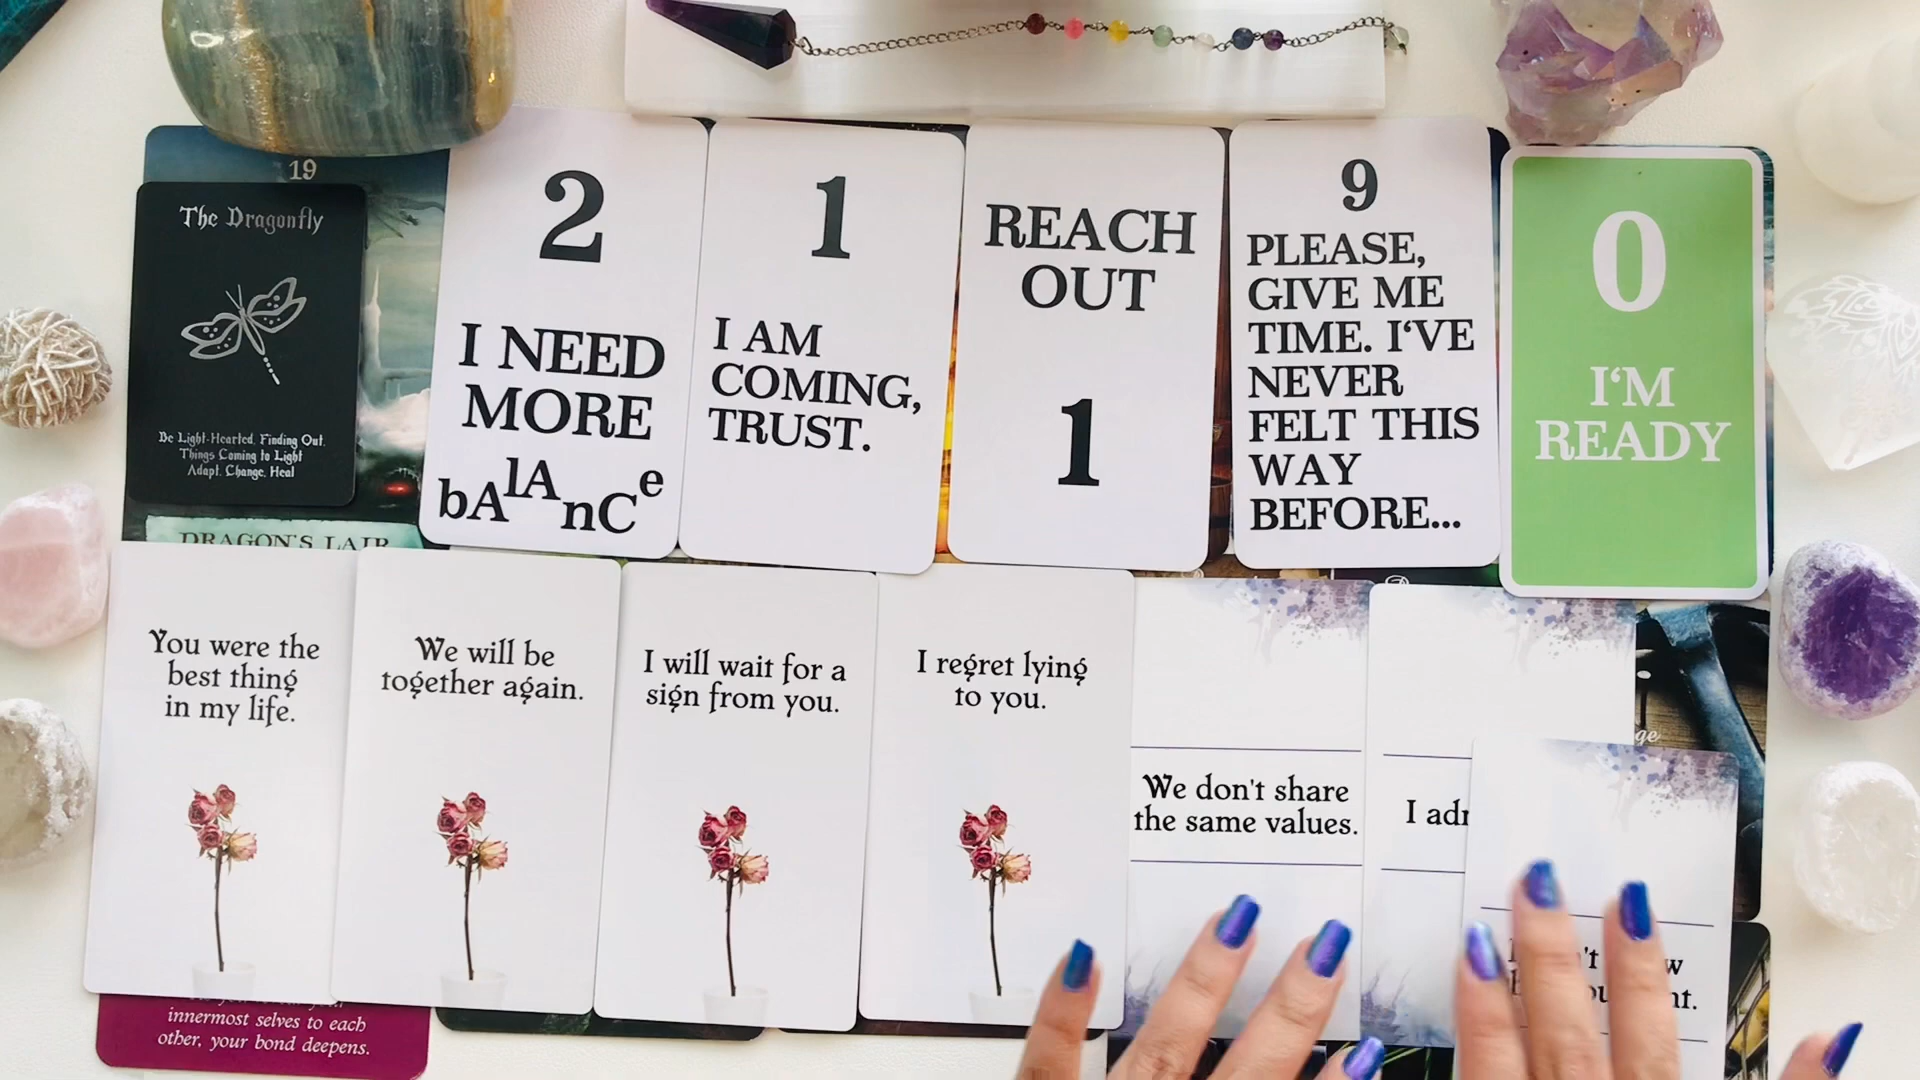 19
The Dragonfly
Be Light-Hearted, Finding Out,
Things Coming to Light
Adapt, Change, Heal
DRAGON'S LAIR
2
I NEED
MORE
bAlAnCe
1
I AM
COMING,
TRUST.
REACH
OUT
1
9
PLEASE,
GIVE ME
TIME. I'VE
NEVER
FELT THIS
WAY
BEFORE...
0
I'M
READY
You were the
best thing
in my life.
We will be
together again.
I will wait for a
sign from you.
I regret lying
to you.
We don't share
the same values.
I adr
innermost selves to each
other, your bond deepens.